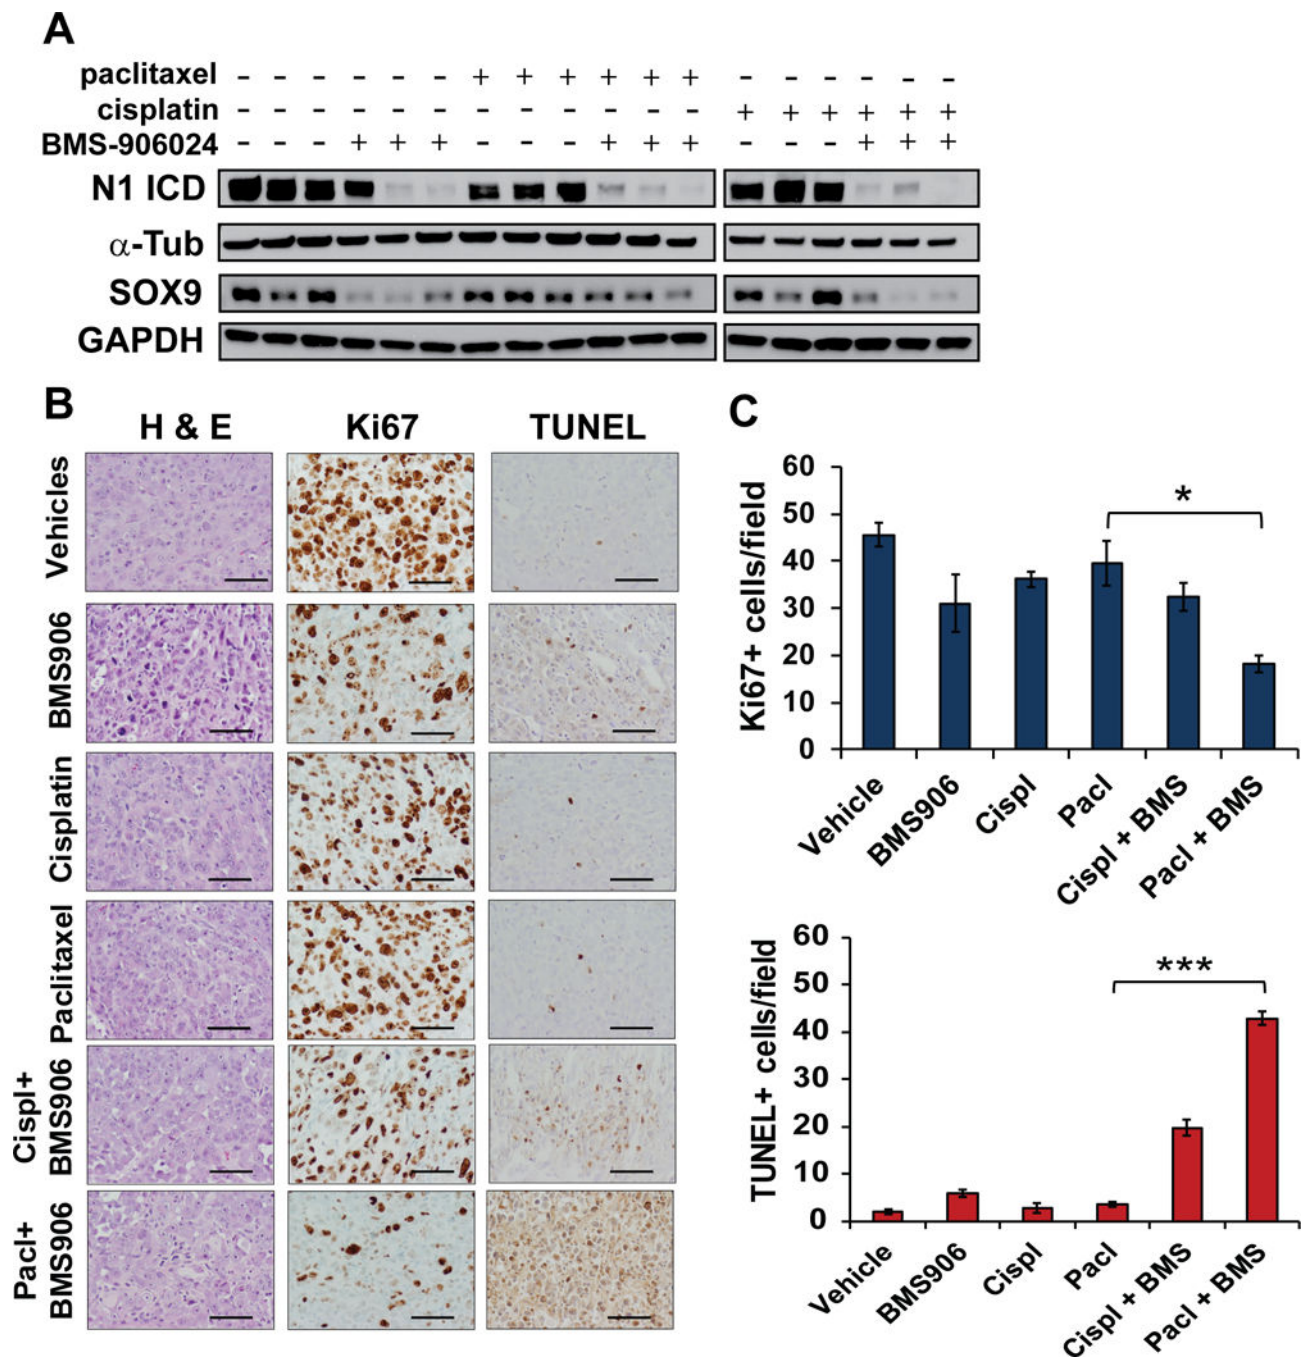 A
paclitaxel - - - - - - + + + + + + - - - - - -
cisplatin - - - - - - - - - - - - + + + + + +
BMS-906024 - - - + + + - - - + + + - - - + + +
N1 ICD
α-Tub
SOX9
GAPDH
B
H & E Ki67 TUNEL
Vehicles
BMS906
Cisplatin
Paclitaxel
Cispl+
BMS906
Pacl+
BMS906
C
Ki67+ cells/field
60
50
40
30
20
10
0
*
Vehicle BMS906 Cispl Pacl Cispl + BMS Pacl + BMS
TUNEL+ cells/field
60
50
40
30
20
10
0
***
Vehicle BMS906 Cispl Pacl Cispl + BMS Pacl + BMS